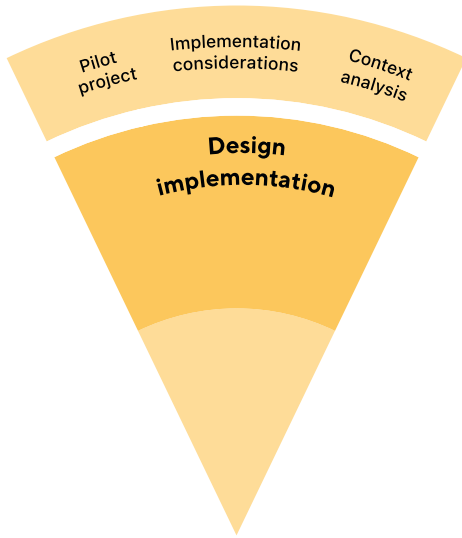 Pilot
project
Implementation
considerations
Context
analysis
Design
implementation